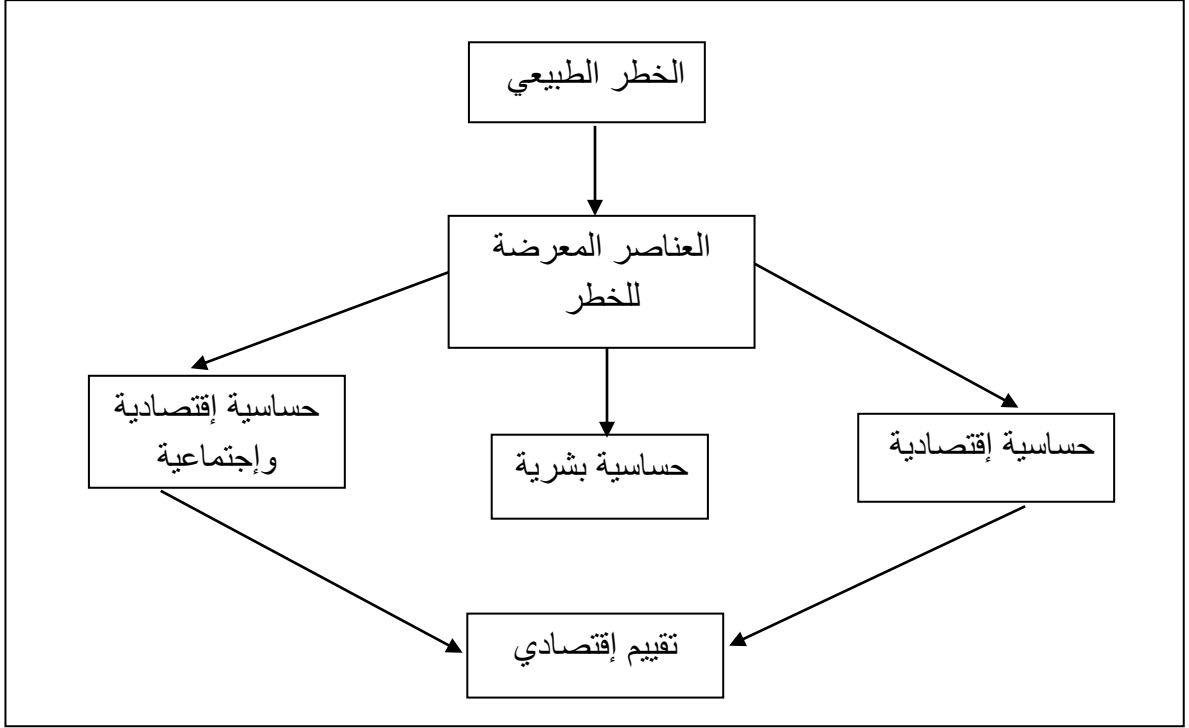 الخطر الطبيعي
العناصر المعرضة
للخطر
حساسية إقتصادية
حساسية بشرية
حساسية إقتصادية
وإجتماعية
تقييم إقتصادي